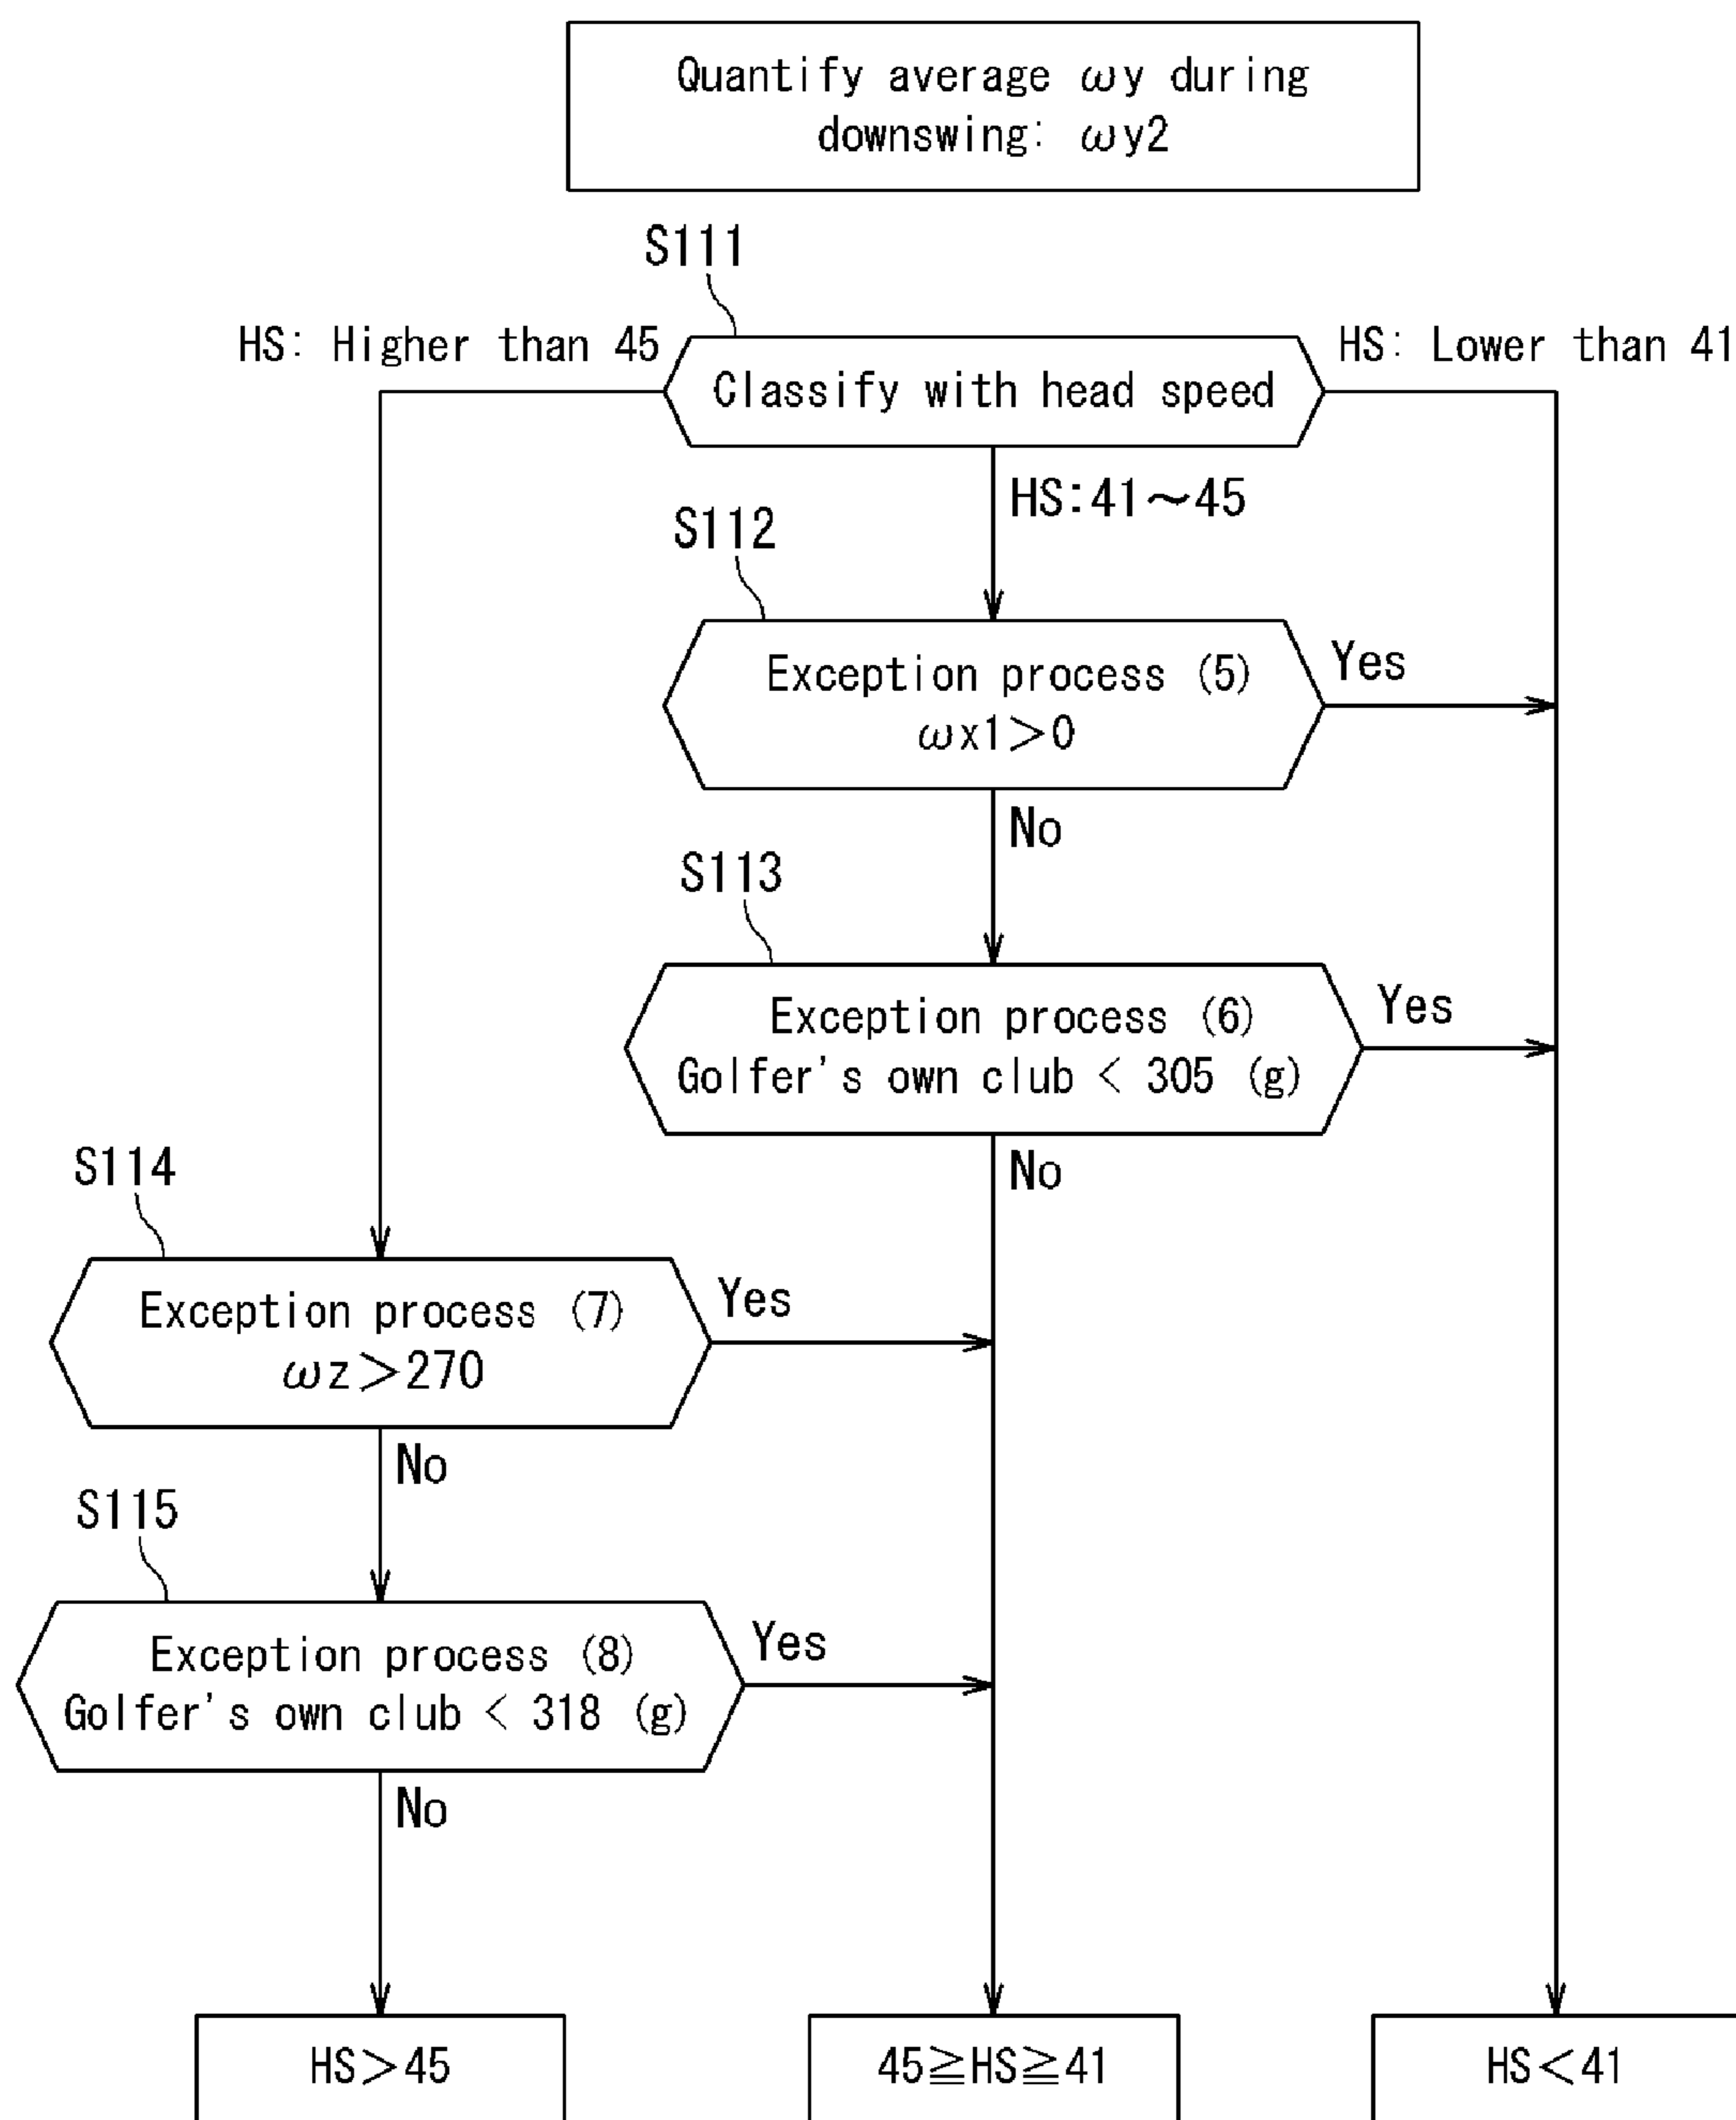 Quantify average ωy during
downswing: ωy2
S111
HS: Higher than 45
HS: Lower than 41
Classify with head speed
HS:41～45
S112
Exception process (5)
ωx1＞0
Yes
No
S113
Exception process (6)
Golfer's own club < 305 (g)
Yes
No
S114
Exception process (7)
ωz＞270
Yes
No
S115
Exception process (8)
Golfer's own club < 318 (g)
Yes
No
HS＞45
45≧HS≧41
HS＜41